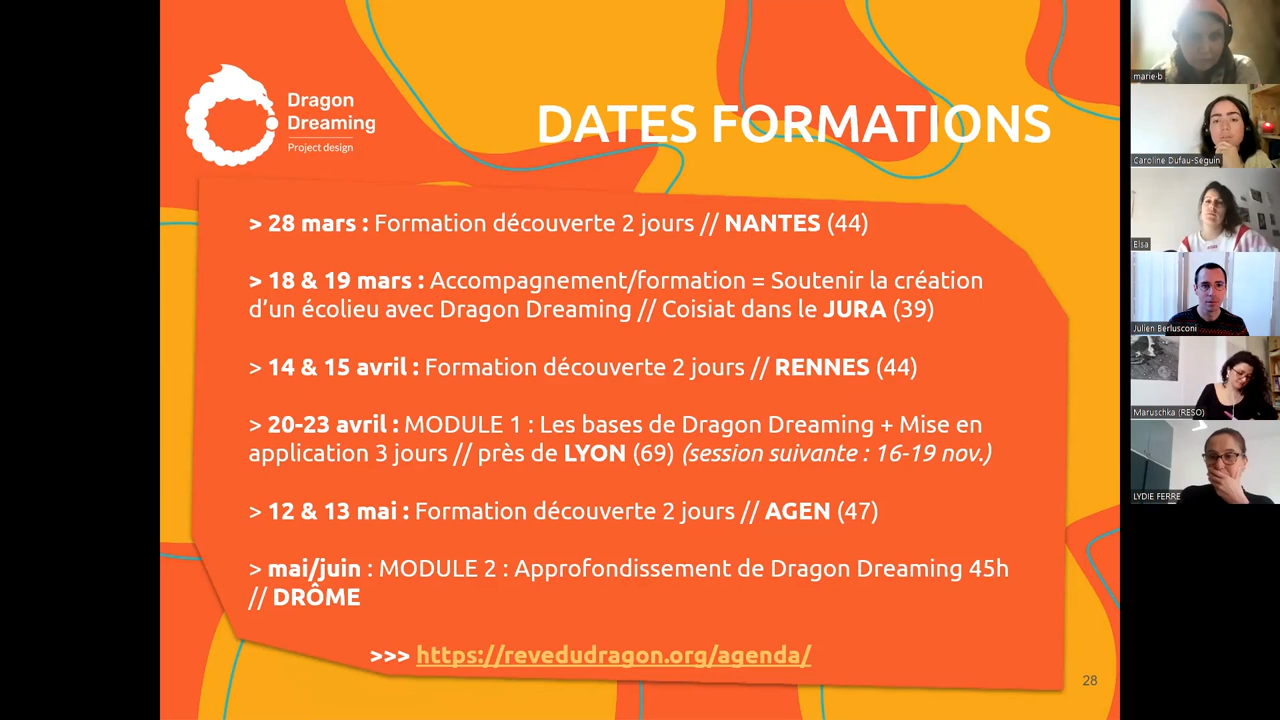 Dragon
Dreaming
Project design
DATES FORMATIONS
> 28 mars : Formation découverte 2 jours // NANTES (44)
> 18 & 19 mars : Accompagnement/formation = Soutenir la création
d’un écolieu avec Dragon Dreaming // Coisiat dans le JURA (39)
> 14 & 15 avril : Formation découverte 2 jours // RENNES (44)
> 20-23 avril : MODULE 1 : Les bases de Dragon Dreaming + Mise en
application 3 jours // près de LYON (69) (session suivante : 16-19 nov.)
> 12 & 13 mai : Formation découverte 2 jours // AGEN (47)
> mai/juin : MODULE 2 : Approfondissement de Dragon Dreaming 45h
// DRÔME
>>> https://revedudragon.org/agenda/
28
marie-b
Caroline Dufau-Seguin
Elsa
Julien Berlusconi
Maruschka (RESO)
LYDIE FERRE